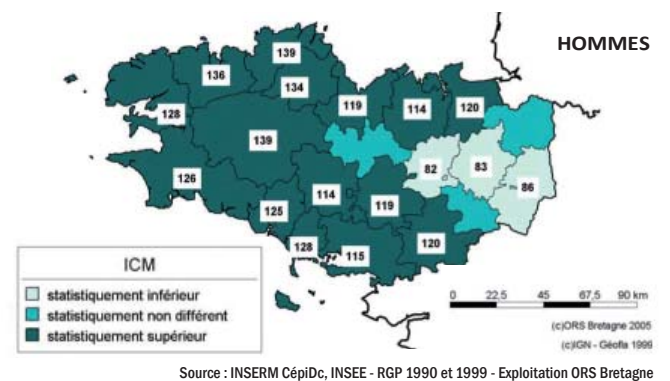 HOMMES
139
136
134
119
114
120
128
139
82
83
86
126
114
119
125
128
115
120
ICM
statistiquement inférieur
statistiquement non différent
statistiquement supérieur
0 22,5 45 67,5 90 km
(c)ORS Bretagne 2005
(c)IGN - Géofla 1999
Source : INSERM CépiDc, INSEE - RGP 1990 et 1999 - Exploitation ORS Bretagne